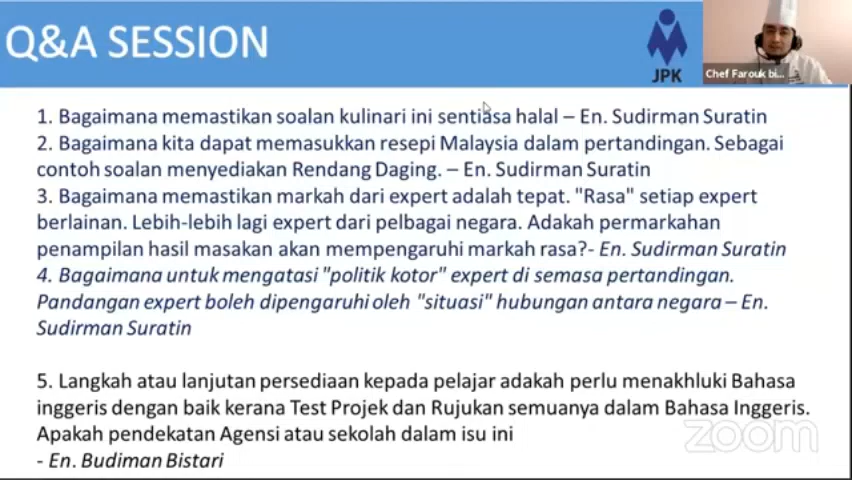 Q&A SESSION
JPK
Chef Farouk bi...
1. Bagaimana memastikan soalan kulinari ini sentiasa halal – En. Sudirman Suratin
2. Bagaimana kita dapat memasukkan resepi Malaysia dalam pertandingan. Sebagai
contoh soalan menyediakan Rendang Daging. – En. Sudirman Suratin
3. Bagaimana memastikan markah dari expert adalah tepat. "Rasa" setiap expert
berlainan. Lebih-lebih lagi expert dari pelbagai negara. Adakah permarkahan
penampilan hasil masakan akan mempengaruhi markah rasa?- En. Sudirman Suratin
4. Bagaimana untuk mengatasi "politik kotor" expert di semasa pertandingan.
Pandangan expert boleh dipengaruhi oleh "situasi" hubungan antara negara – En.
Sudirman Suratin
5. Langkah atau lanjutan persediaan kepada pelajar adakah perlu menakhluki Bahasa
inggeris dengan baik kerana Test Projek dan Rujukan semuanya dalam Bahasa Inggeris.
Apakah pendekatan Agensi atau sekolah dalam isu ini
- En. Budiman Bistari
zoom